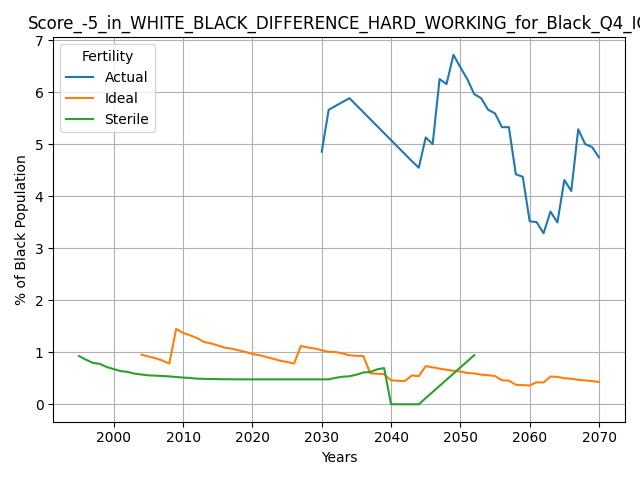 Score_-5_in_WHITE_BLACK_DIFFERENCE_HARD_WORKING_for_Black_Q4_IQ
Fertility
Actual
Ideal
Sterile
7
6
5
4
3
2
1
0
% of Black Population
2000
2010
2020
2030
2040
2050
2060
2070
Years